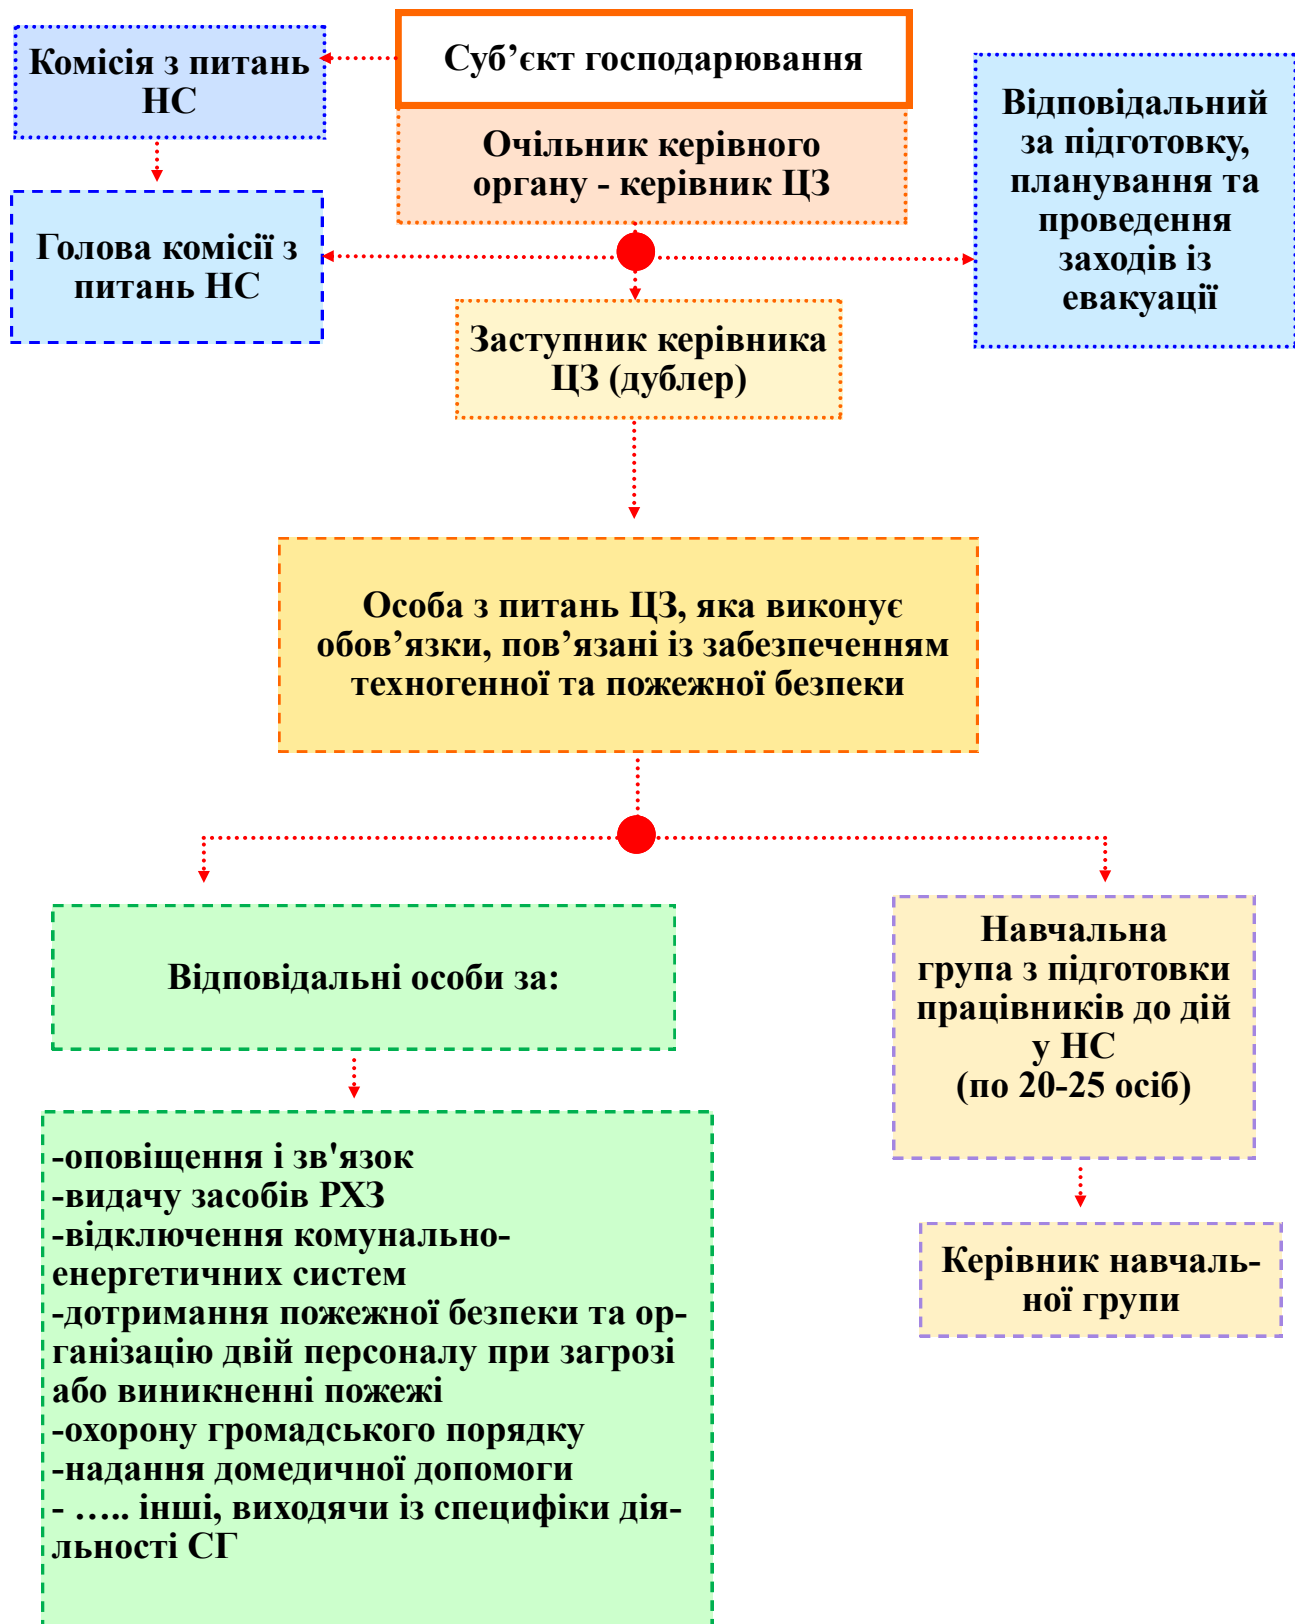 Суб’єкт господарювання
Комісія з питань
НС
Очільник керівного
органу - керівник ЦЗ
Відповідальний
за підготовку,
планування та
проведення
заходів із
евакуації
Голова комісії з
питань НС
Заступник керівника
ЦЗ (дублер)
Особа з питань ЦЗ, яка виконує
обов’язки, пов’язані із забезпеченням
техногенної та пожежної безпеки
Відповідальні особи за:
Навчальна
група з підготовки
працівників до дій
у НС
(по 20-25 осіб)
-оповіщення і зв'язок
-видачу засобів РХЗ
-відключення комунально-
енергетичних систем
-дотримання пожежної безпеки та ор-
ганізацію двій персоналу при загрозі
або виникненні пожежі
-охорону громадського порядку
-надання домедичної допомоги
- ….. інші, виходячи із специфіки дія-
льності СГ
Керівник навчаль-
ної групи